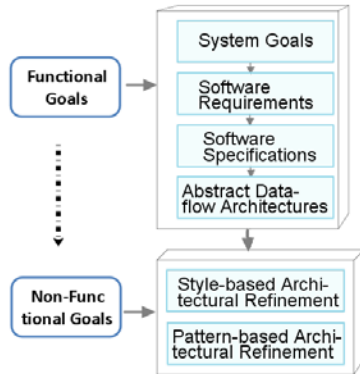 System Goals
Functional
Goals
Software
Requirements
Software
Specifications
Abstract Data-
flow Architectures
Non-Func
tional Goals
Style-based Archi-
tectural Refinement
Pattern-based Archi-
tectural Refinement